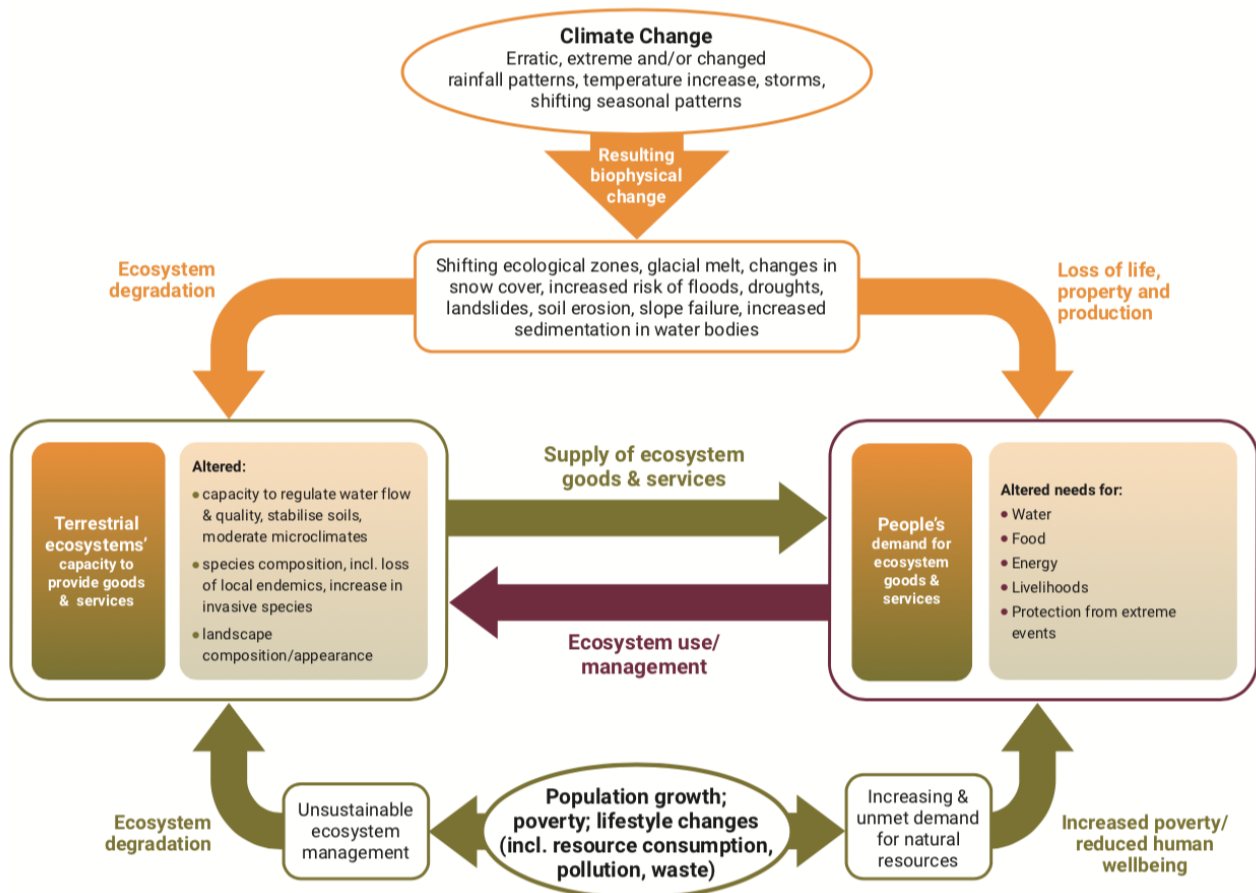 Climate Change
Erratic, extreme and/or changed
rainfall patterns, temperature increase, storms,
shifting seasonal patterns
Resulting
biophysical
change
Ecosystem
degradation
Shifting ecological zones, glacial melt, changes in
snow cover, increased risk of floods, droughts,
landslides, soil erosion, slope failure, increased
sedimentation in water bodies
Loss of life,
property and
production
Terrestrial
ecosystems’
capacity to
provide goods
& services
Altered:
• capacity to regulate water flow
& quality, stabilise soils,
moderate microclimates
• species composition, incl. loss
of local endemics, increase in
invasive species
• landscape
composition/appearance
Supply of ecosystem
goods & services
Ecosystem use/
management
People’s
demand for
ecosystem
goods &
services
Altered needs for:
• Water
• Food
• Energy
• Livelihoods
• Protection from extreme
events
Ecosystem
degradation
Unsustainable
ecosystem
management
Population growth;
poverty; lifestyle changes
(incl. resource consumption,
pollution, waste)
Increasing &
unmet demand
for natural
resources
Increased poverty/
reduced human
wellbeing